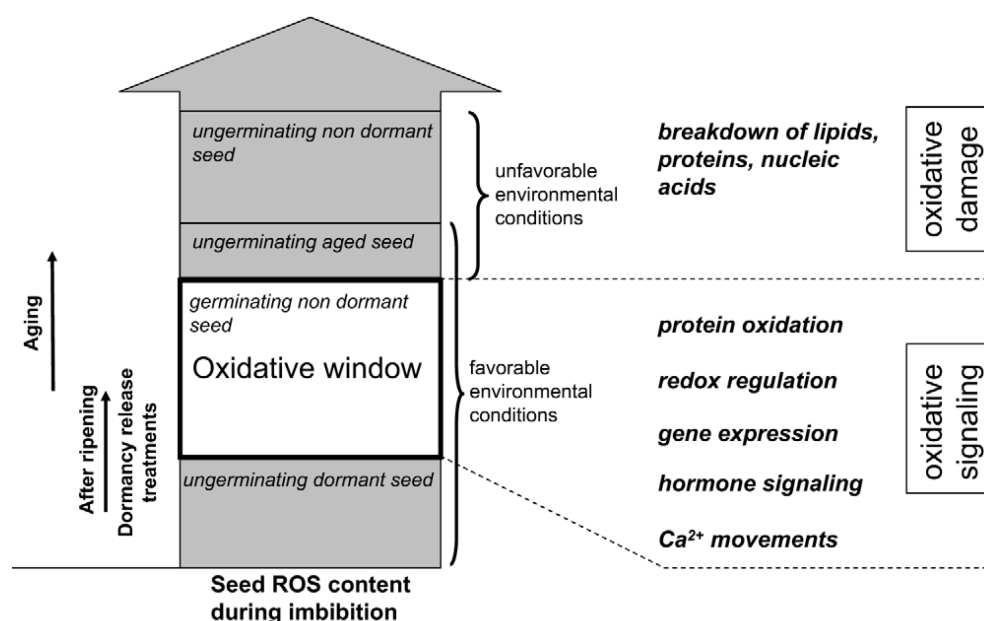 ungerminating non dormant
seed
ungerminating aged seed
germinating non dormant
seed
Oxidative window
ungerminating dormant seed
Seed ROS content
during imbibition
Aging
After ripening
Dormancy release
treatments
unfavorable
environmental
conditions
favorable
environmental
conditions
breakdown of lipids,
proteins, nucleic
acids
protein oxidation
redox regulation
gene expression
hormone signaling
Ca²⁺ movements
oxidative
damage
oxidative
signaling